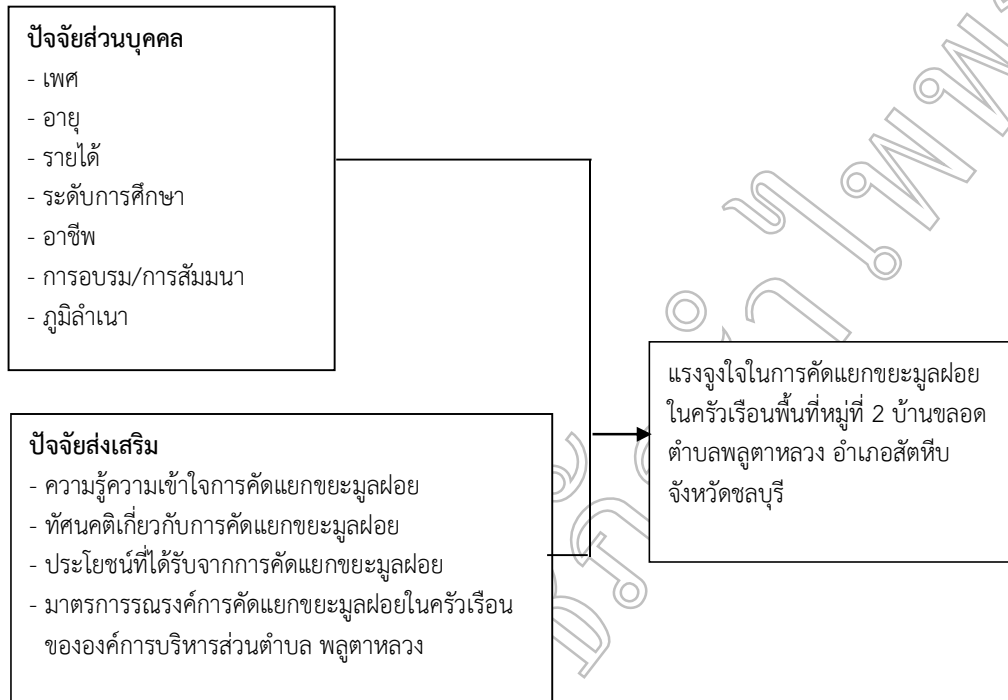 ปัจจัยส่วนบุคคล
- เพศ
- อายุ
- รายได้
- ระดับการศึกษา
- อาชีพ
- การอบรม/การสัมมนา
- ภูมิลำเนา
ปัจจัยส่งเสริม
- ความรู้ความเข้าใจการคัดแยกขยะมูลฝอย
- ทัศนคติเกี่ยวกับการคัดแยกขยะมูลฝอย
- ประโยชน์ที่ได้รับจากการคัดแยกขยะมูลฝอย
- มาตรการรณรงค์การคัดแยกขยะมูลฝอยในครัวเรือน
ขององค์การบริหารส่วนตำบล พลูตาหลวง
แรงจูงใจในการคัดแยกขยะมูลฝอย
ในครัวเรือนพื้นที่หมู่ที่ 2 บ้านขลอด
ตำบลพลูตาหลวง อำเภอสัตหีบ
จังหวัดชลบุรี